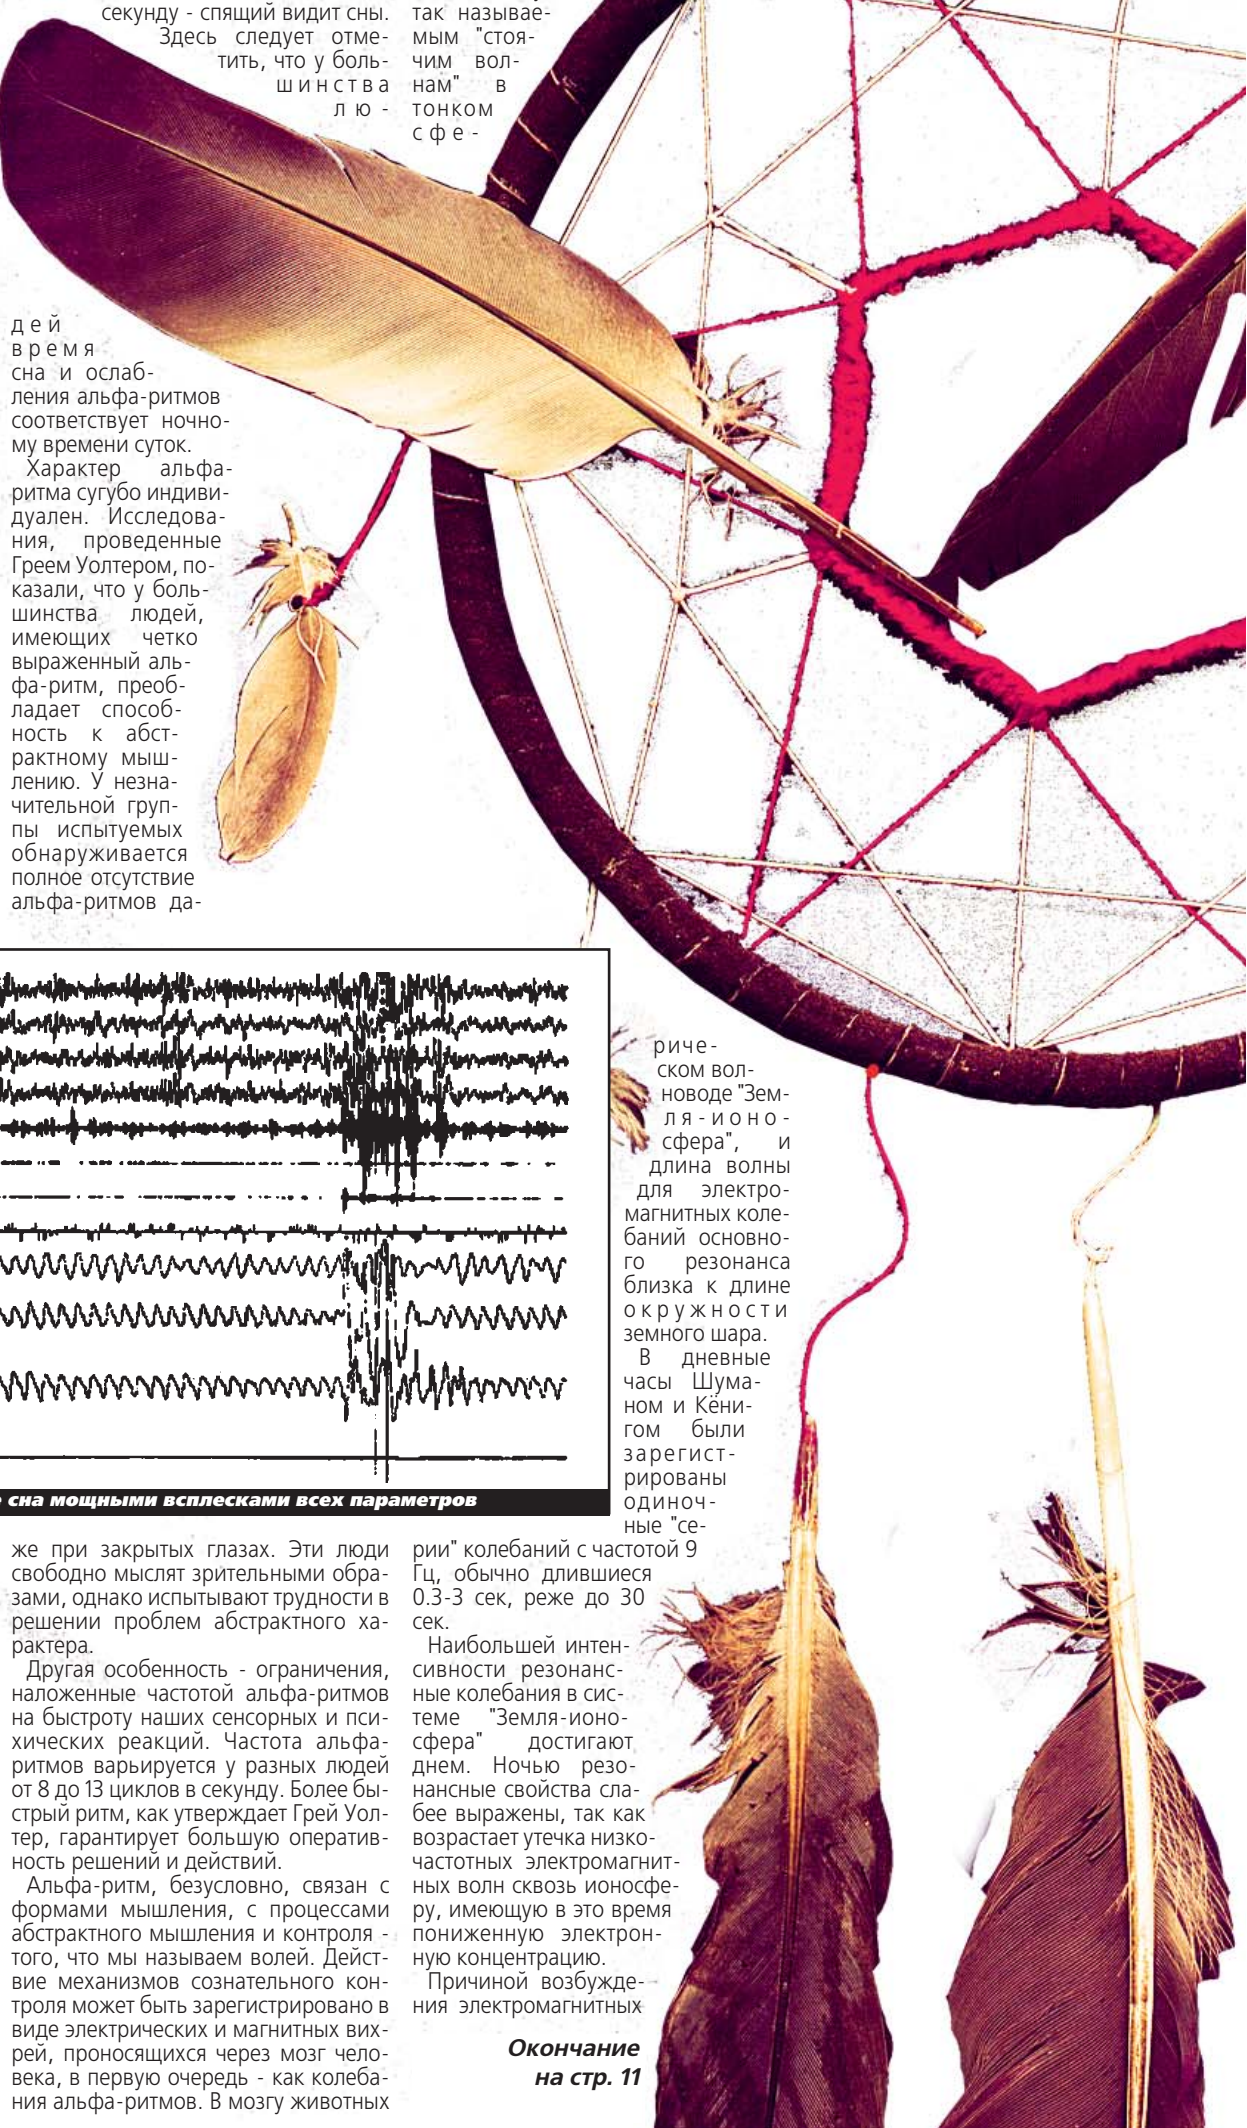 секунду - спящий видит сны.
Здесь следует отме-
тить, что у боль-
шинства
лю-
дей
время
сна и ослаб-
ления альфа-ритмов
соответствует ночно-
му времени суток.
Характер альфа-
ритма сугубо индиви-
дуален. Исследова-
ния, проведенные
Греем Уолтером, по-
казали, что у боль-
шинства людей,
имеющих четко
выраженный аль-
фа-ритм, преоб-
ладает способ-
ность к абст-
рактному мыш-
лению. У незна-
чительной груп-
пы испытуемых
обнаруживается
полное отсутствие
альфа-ритмов да-
сна мощными всплесками всех параметров
же при закрытых глазах. Эти люди
свободно мыслят зрительными обра-
зами, однако испытывают трудности в
решении проблем абстрактного ха-
рактера.
Другая особенность - ограничения,
наложенные частотой альфа-ритмов
на быстроту наших сенсорных и пси-
хических реакций. Частота альфа-
ритмов варьируется у разных людей
от 8 до 13 циклов в секунду. Более бы-
стрый ритм, как утверждает Грей Уол-
тер, гарантирует большую оператив-
ность решений и действий.
Альфа-ритм, безусловно, связан с
формами мышления, с процессами
абстрактного мышления и контроля -
того, что мы называем волей. Дейст-
вие механизмов сознательного кон-
троля может быть зарегистрировано в
виде электрических и магнитных вих-
рей, проносящихся через мозг чело-
века, в первую очередь - как колеба-
ния альфа-ритмов. В мозгу животных
так называе-
мым "стоя-
чим вол-
нам" в
тонком
сфе-
риче-
ском вол-
новоде "Зем-
ля-ионо-
сфера", и
длина волны
для электро-
магнитных коле-
баний основно-
го резонанса
близка к длине
окружности
земного шара.
В дневные
часы Шума-
ном и Кёни-
гом были
зарегист-
рированы
одиноч-
ные "се-
рии" колебаний с частотой 9
Гц, обычно длившиеся
0.3-3 сек, реже до 30
сек.
Наибольшей интен-
сивности резонанс-
ные колебания в сис-
теме "Земля-ионо-
сфера" достигают
днем. Ночью резо-
нансные свойства сла-
бее выражены, так как
возрастает утечка низко-
частотных электромагнит-
ных волн сквозь ионосфе-
ру, имеющую в это время
пониженную электрон-
ную концентрацию.
Причиной возбужде-
ния электромагнитных
Окончание
на стр. 11